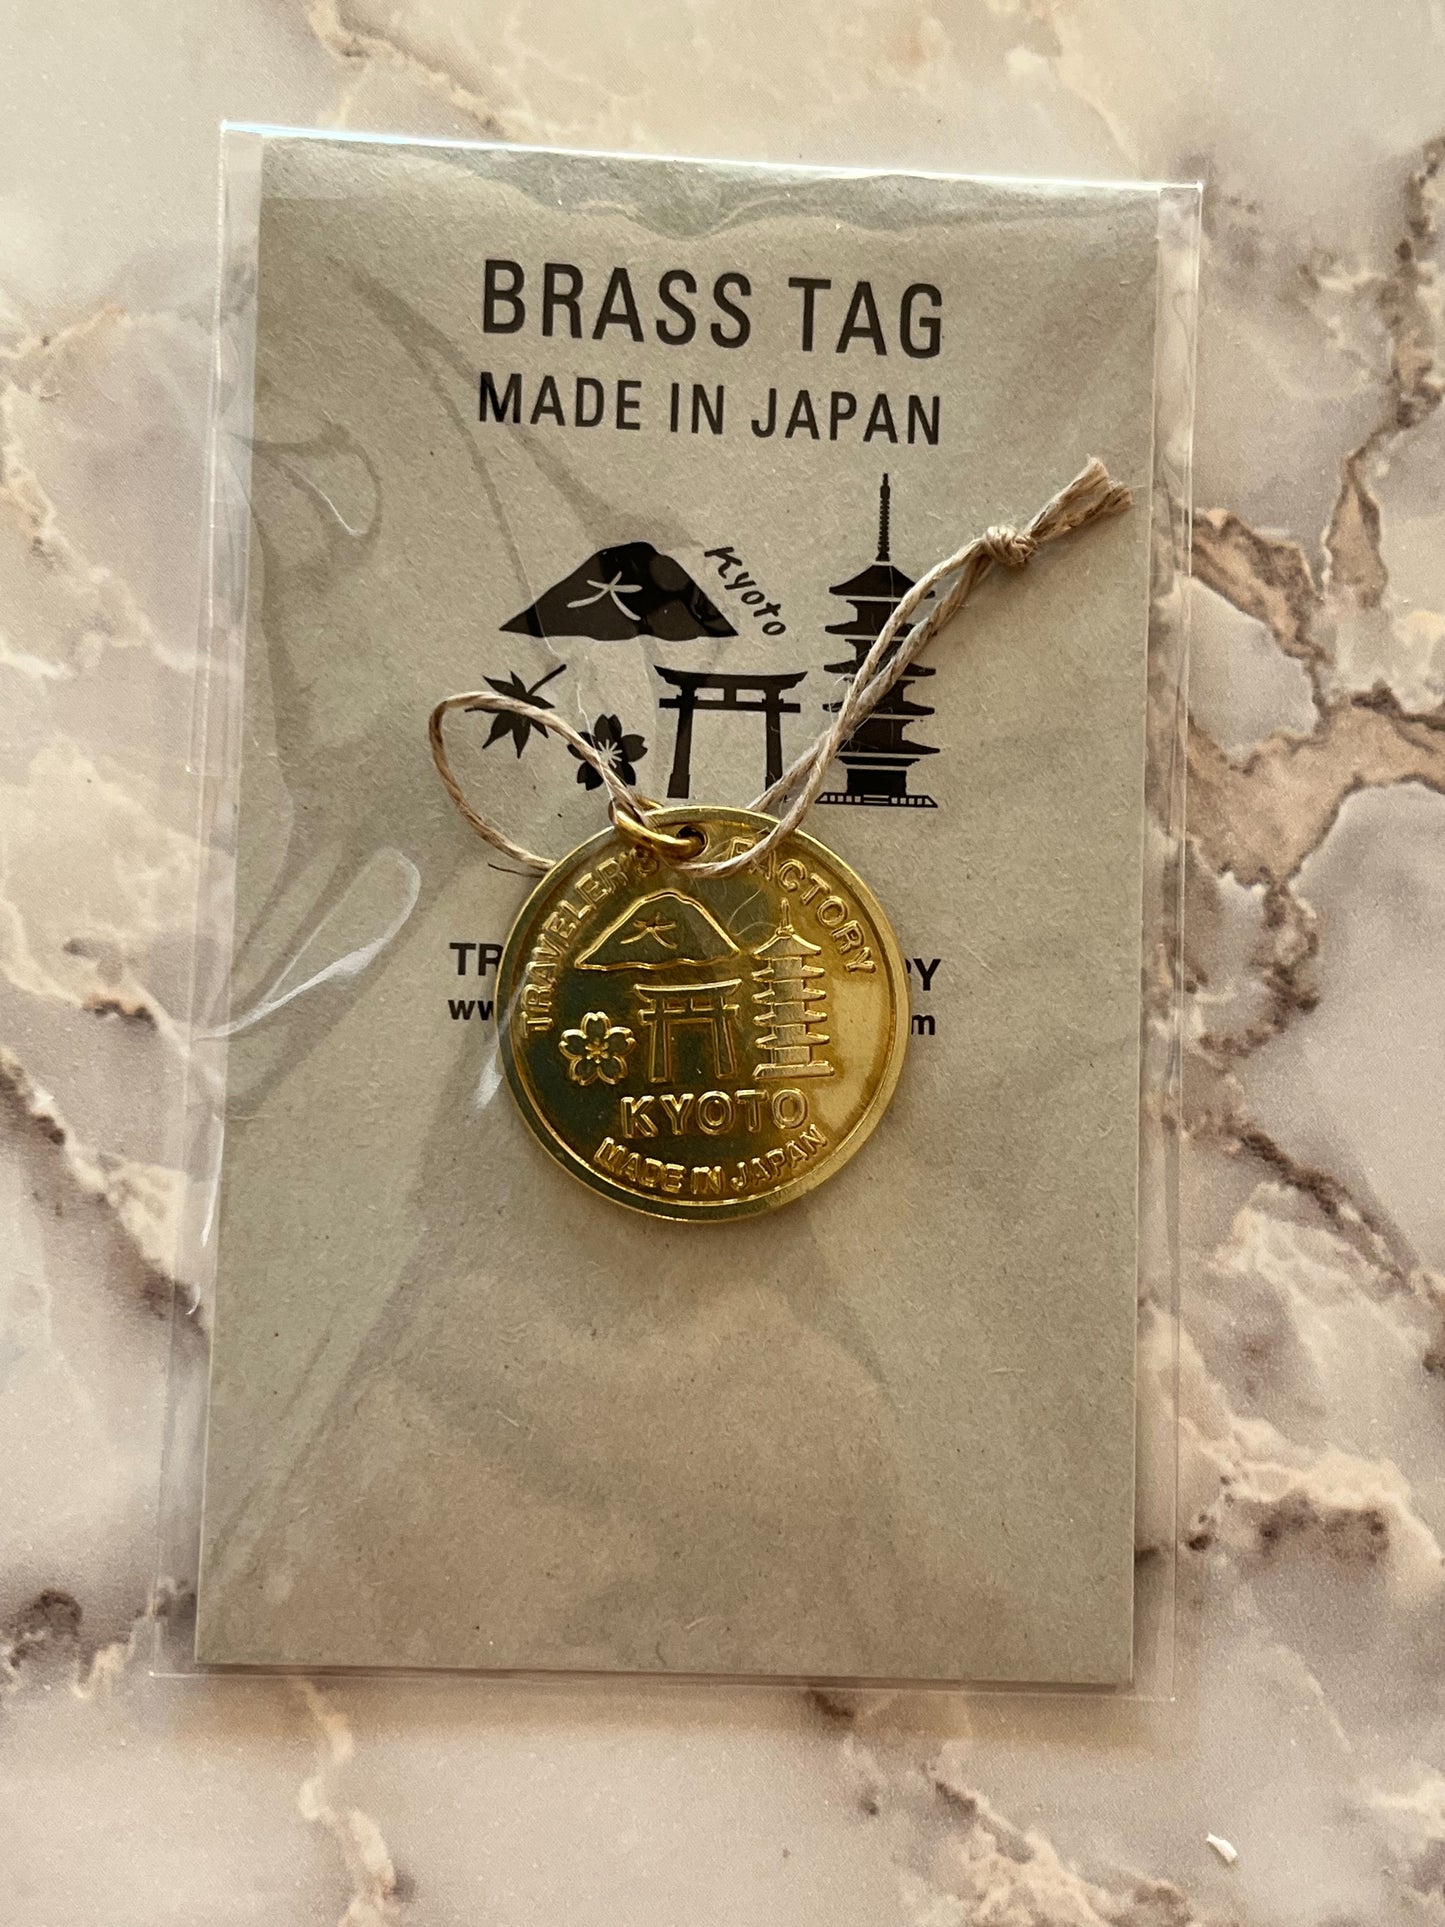 BRASS TAG
MADE IN JAPAN
大
Kyoto
TRAVELER'S FACTORY
大
KYOTO
MADE IN JAPAN